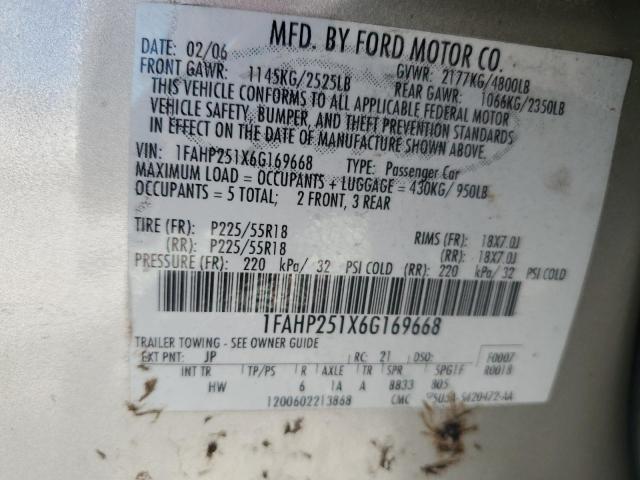 MFD. BY FORD MOTOR CO.
DATE: 02/06 GVWR: 2177KG/4800LB
FRONT GAWR: 1145KG/2525LB REAR GAWR: 1066KG/2350LB
THIS VEHICLE CONFORMS TO ALL APPLICABLE FEDERAL MOTOR
VEHICLE SAFETY, BUMPER, AND THEFT PREVENTION STANDARDS
IN EFFECT ON THE DATE OF MANUFACTURE SHOWN ABOVE.
VIN: 1FAHP251X6G169668 TYPE: Passenger Car
MAXIMUM LOAD = OCCUPANTS + LUGGAGE = 430KG/950LB
OCCUPANTS = 5 TOTAL; 2 FRONT, 3 REAR
TIRE (FR): P225/55R18 RIMS (FR): 18X7.0J
(RR): P225/55R18 (RR): 18X7.0J
PRESSURE (FR): 220 kPa/ 32 PSI COLD (RR): 220 kPa/ 32 PSI COLD
1FAHP251X6G169668
TRAILER TOWING - SEE OWNER GUIDE
EXT PNT: JP RC: 21 DSO: F0007
R0018
INT TR TP/PS R AXLE TR SPR
HW 6 1A A 8833 805
1200602213868 CMC